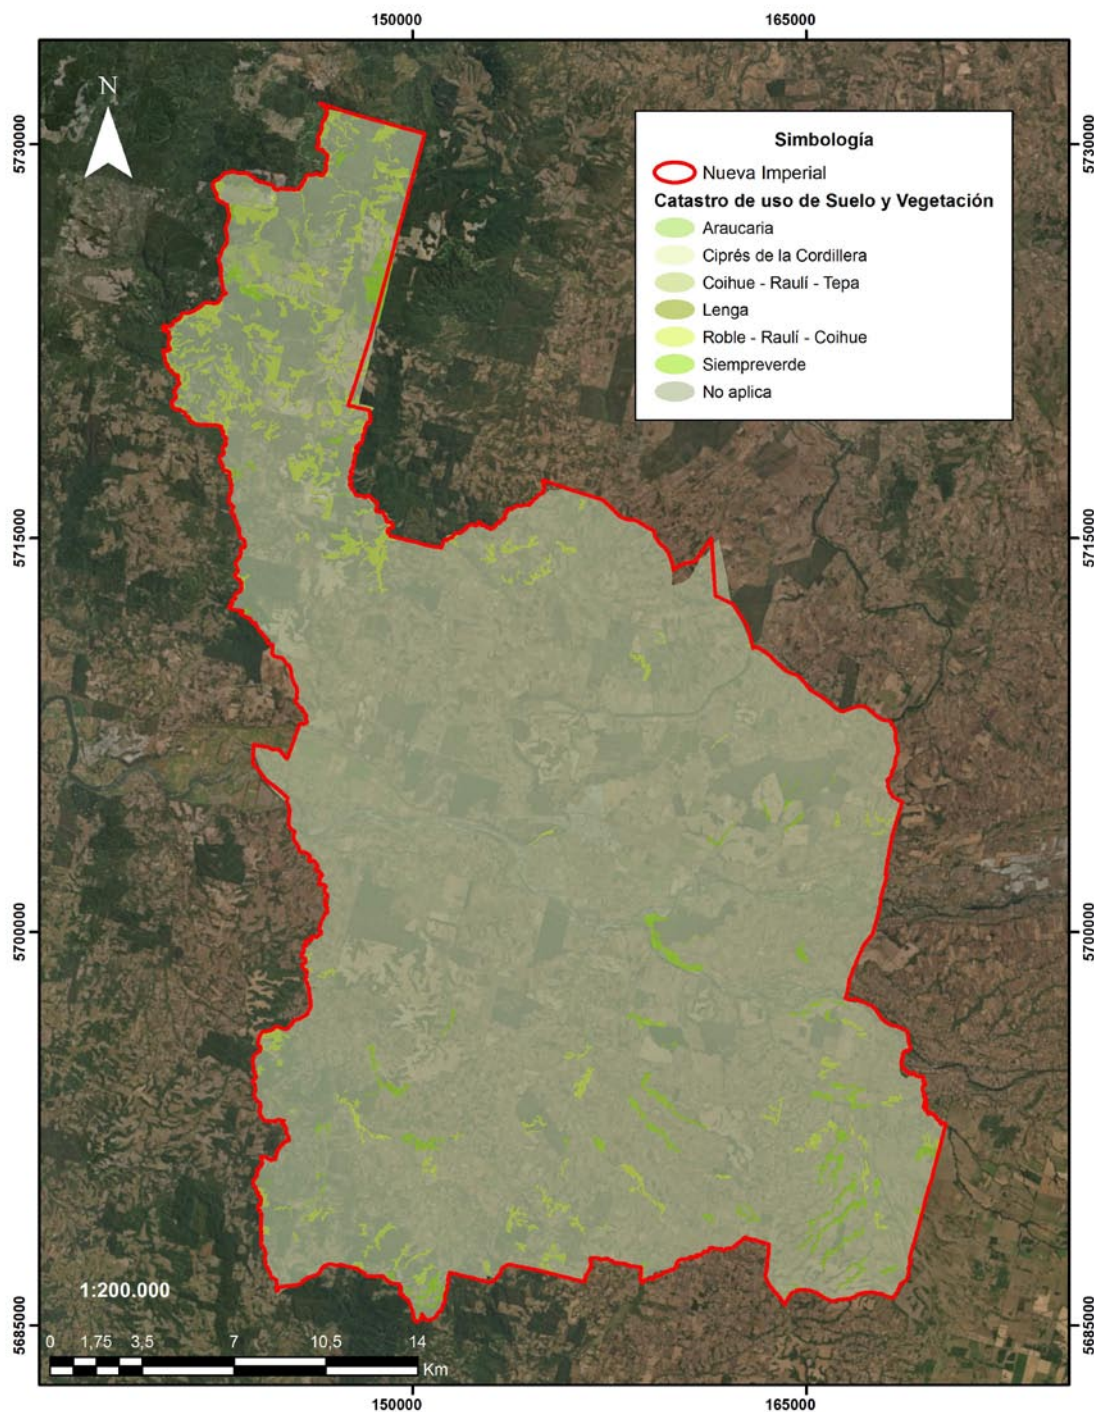 150000
165000
N
5730000
5730000
Simbología
Nueva Imperial
Catastro de uso de Suelo y Vegetación
Araucaria
Ciprés de la Cordillera
Coihue - Raulí - Tepa
Lenga
Roble - Raulí - Coihue
Siempreverde
No aplica
5715000
5715000
5700000
5700000
1:200.000
5685000
5685000
0 1,75 3,5 7 10,5 14
Km
150000
165000